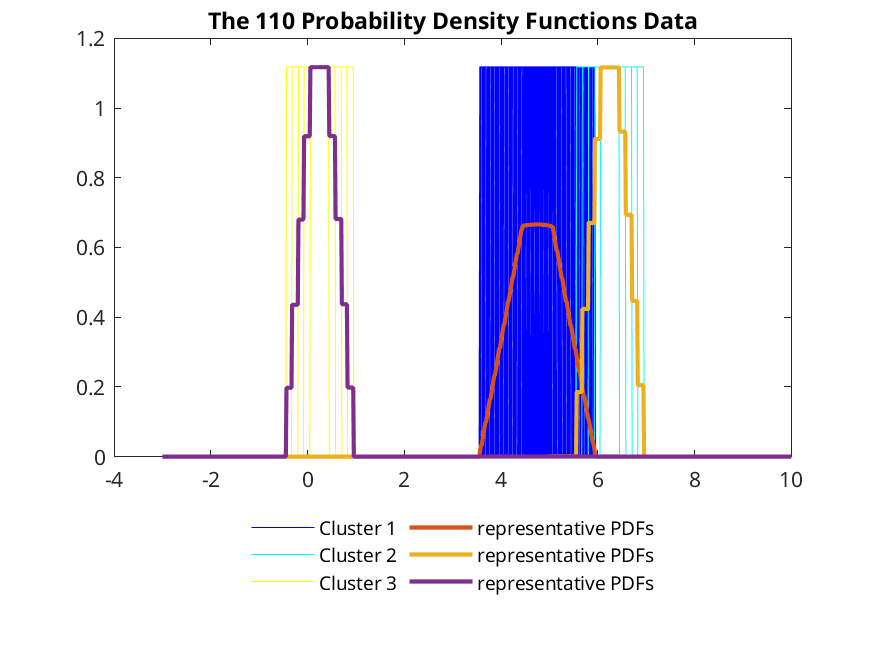 The 110 Probability Density Functions Data
1.2
1
0.8
0.6
0.4
0.2
0
-4 -2 0 2 4 6 8 10
Cluster 1 representative PDFs
Cluster 2 representative PDFs
Cluster 3 representative PDFs